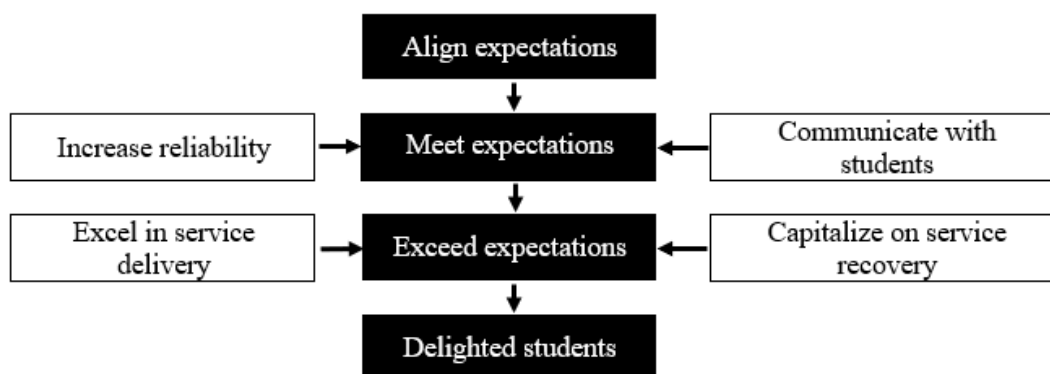 Align expectations
Increase reliability
Meet expectations
Communicate with
students
Excel in service
delivery
Exceed expectations
Capitalize on service
recovery
Delighted students